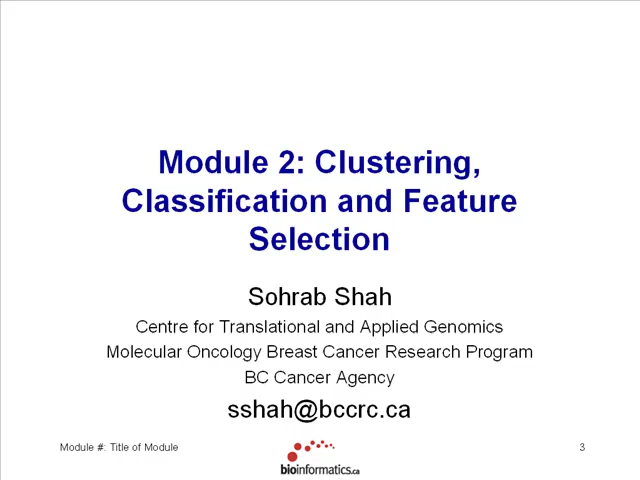 Module 2: Clustering,
Classification and Feature
Selection
Sohrab Shah
Centre for Translational and Applied Genomics
Molecular Oncology Breast Cancer Research Program
BC Cancer Agency
sshah@bccrc.ca
Module #: Title of Module
3
bioinformatics.ca